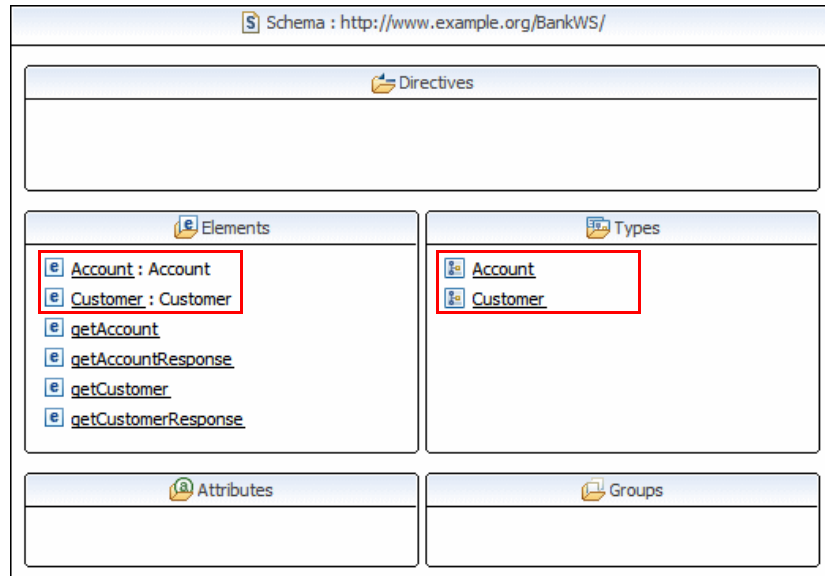 S Schema : http://www.example.org/BankWS/
Directives
e Elements
Types
e Account : Account
Account
e Customer : Customer
Customer
e getAccount
e getAccountResponse
e getCustomer
e getCustomerResponse
a Attributes
Groups